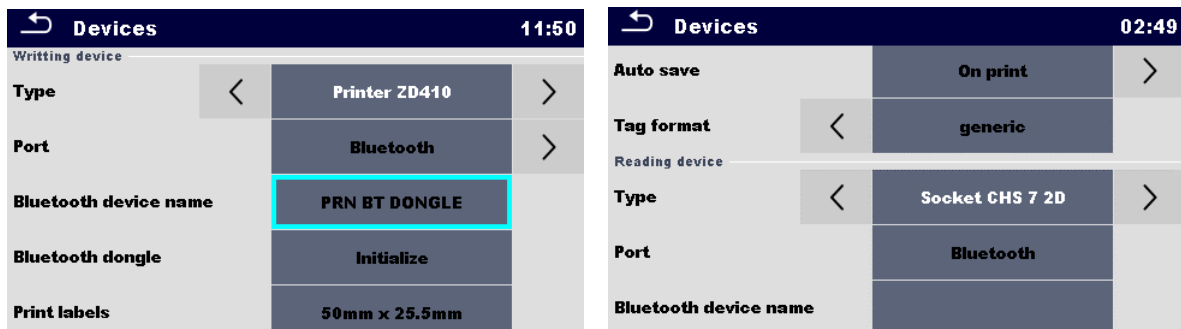 Devices 11:50
Writting device
Type Printer ZD410
Port Bluetooth
Bluetooth device name PRN BT DONGLE
Bluetooth dongle Initialize
Print labels 50mm x 25.5mm
Devices 02:49
Auto save On print
Tag format generic
Reading device
Type Socket CHS 7 2D
Port Bluetooth
Bluetooth device name